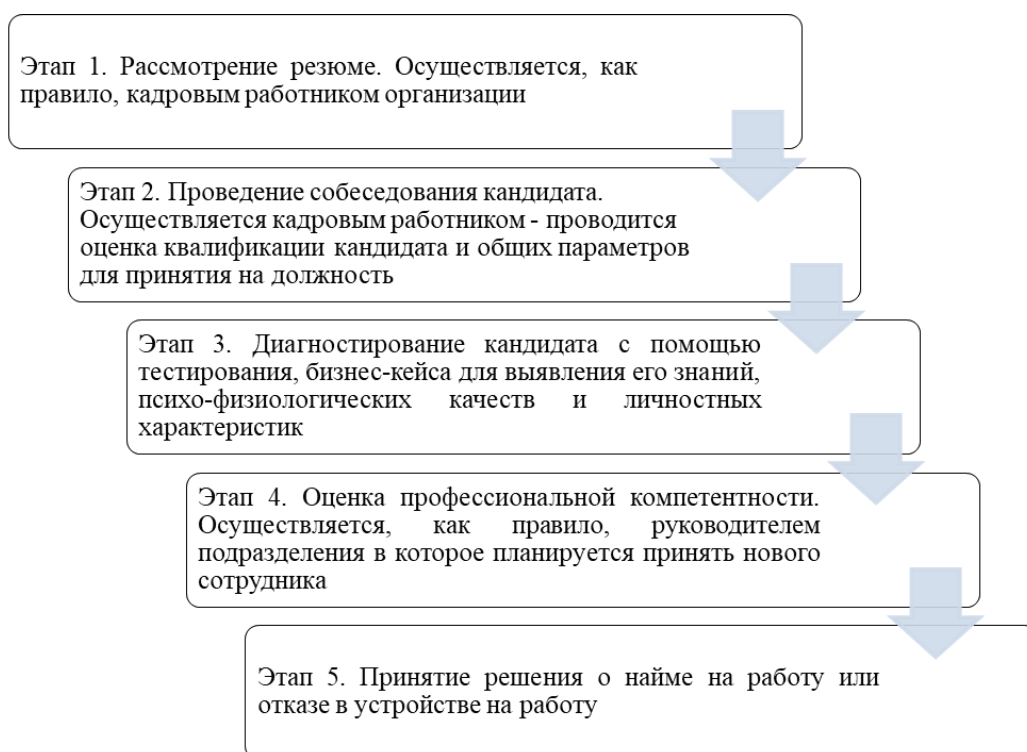 Этап 1. Рассмотрение резюме. Осуществляется, как
правило, кадровым работником организации
Этап 2. Проведение собеседования кандидата.
Осуществляется кадровым работником - проводится
оценка квалификации кандидата и общих параметров
для принятия на должность
Этап 3. Диагностирование кандидата с помощью
тестирования, бизнес-кейса для выявления его знаний,
психо-физиологических качеств и личностных
характеристик
Этап 4. Оценка профессиональной компетентности.
Осуществляется, как правило, руководителем
подразделения в которое планируется принять нового
сотрудника
Этап 5. Принятие решения о найме на работу или
отказе в устройстве на работу